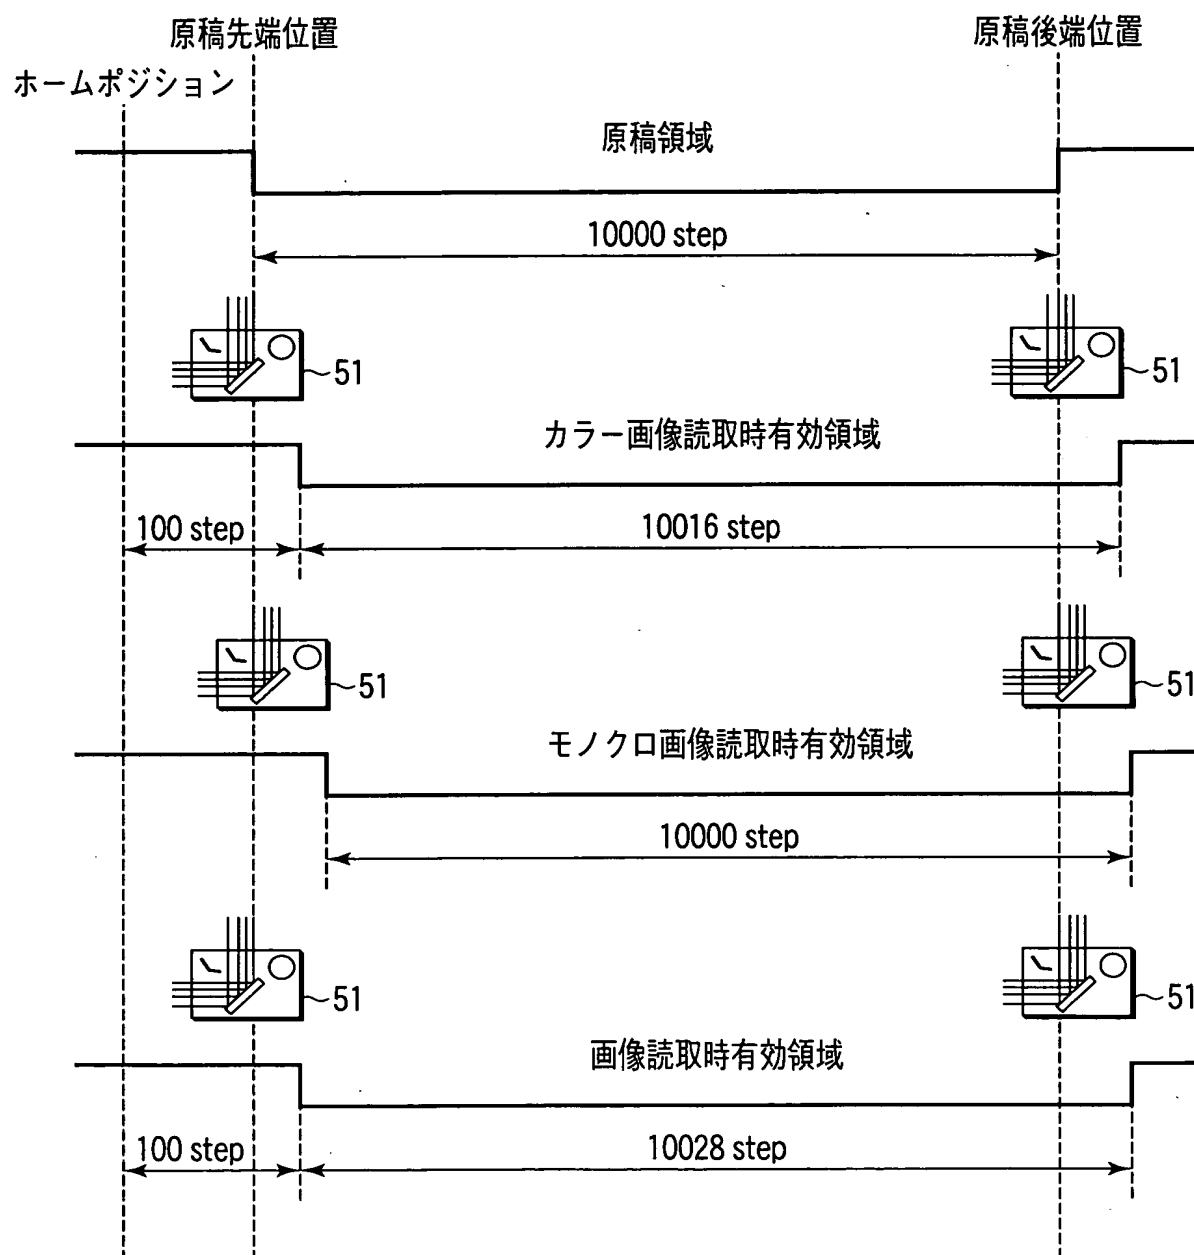 原稿先端位置
原稿後端位置
ホームポジション
原稿領域
10000 step
51
51
カラー画像読取時有効領域
100 step
10016 step
51
51
モノクロ画像読取時有効領域
10000 step
51
51
画像読取時有効領域
100 step
10028 step